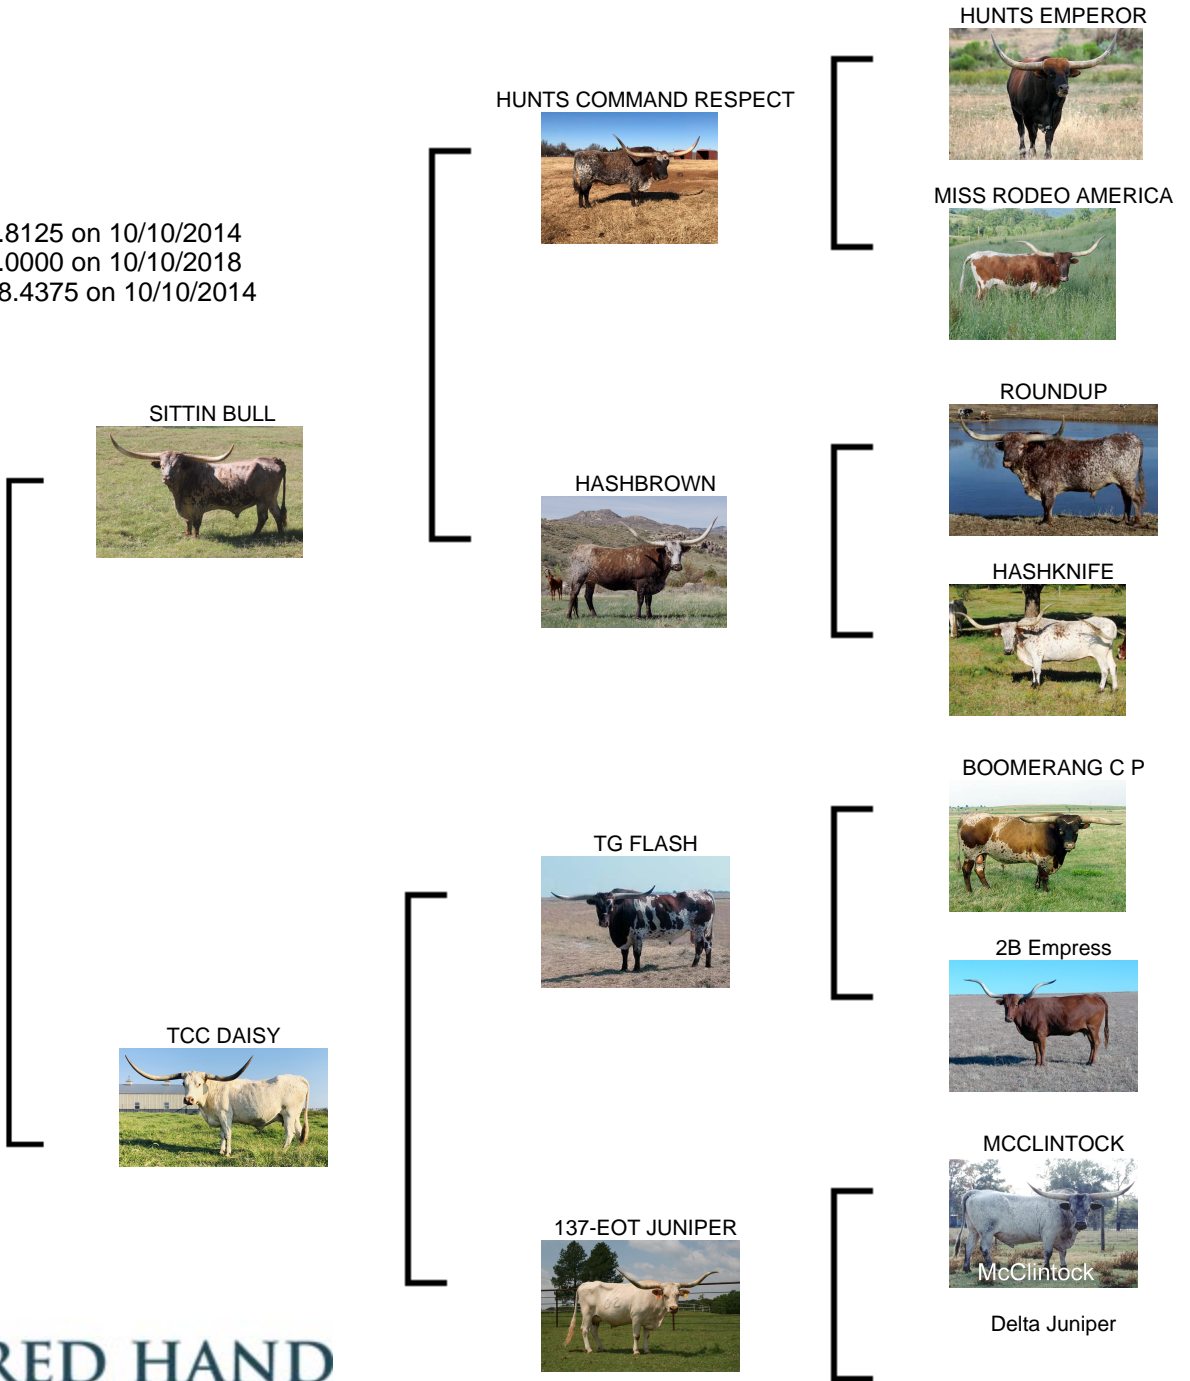 HUNTS EMPEROR
HUNTS COMMAND RESPECT
MISS RODEO AMERICA
.8125 on 10/10/2014
.0000 on 10/10/2018
8.4375 on 10/10/2014
ROUNDUP
SITTIN BULL
HASHBROWN
HASHKNIFE
BOOMERANG C P
TG FLASH
2B Empress
TCC DAISY
MCCLINTOCK
McClintock
137-EOT JUNIPER
Delta Juniper
RED HAND